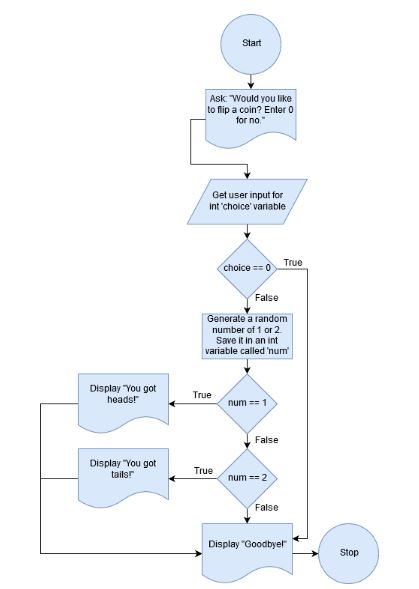 Start
Ask: "Would you like
to flip a coin? Enter 0
for no."
Get user input for
int 'choice' variable
choice == 0
True
False
Generate a random
number of 1 or 2.
Save it in an int
variable called 'num'
num == 1
True
Display "You got
heads!"
False
num == 2
True
Display "You got
tails!"
False
Display "Goodbye!"
Stop